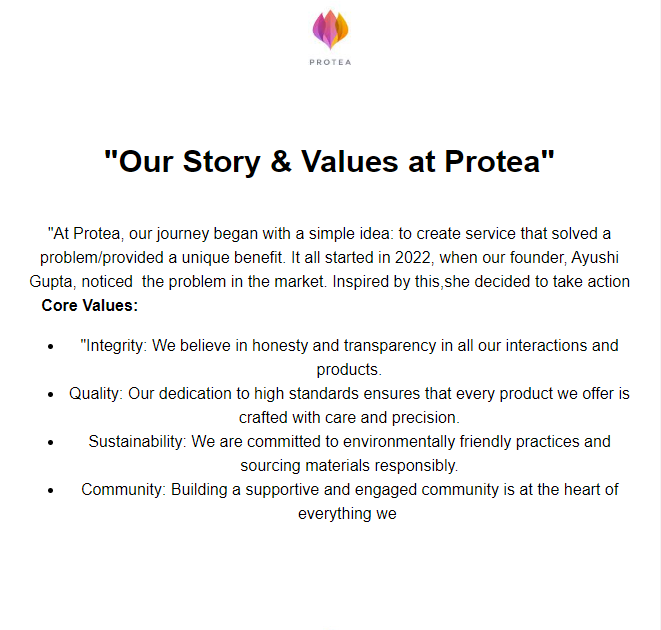 PROTEA
"Our Story & Values at Protea"
"At Protea, our journey began with a simple idea: to create service that solved a
problem/provided a unique benefit. It all started in 2022, when our founder, Ayushi
Gupta, noticed  the problem in the market. Inspired by this,she decided to take action
Core Values:
• "Integrity: We believe in honesty and transparency in all our interactions and
products.
• Quality: Our dedication to high standards ensures that every product we offer is
crafted with care and precision.
• Sustainability: We are committed to environmentally friendly practices and
sourcing materials responsibly.
• Community: Building a supportive and engaged community is at the heart of
everything we